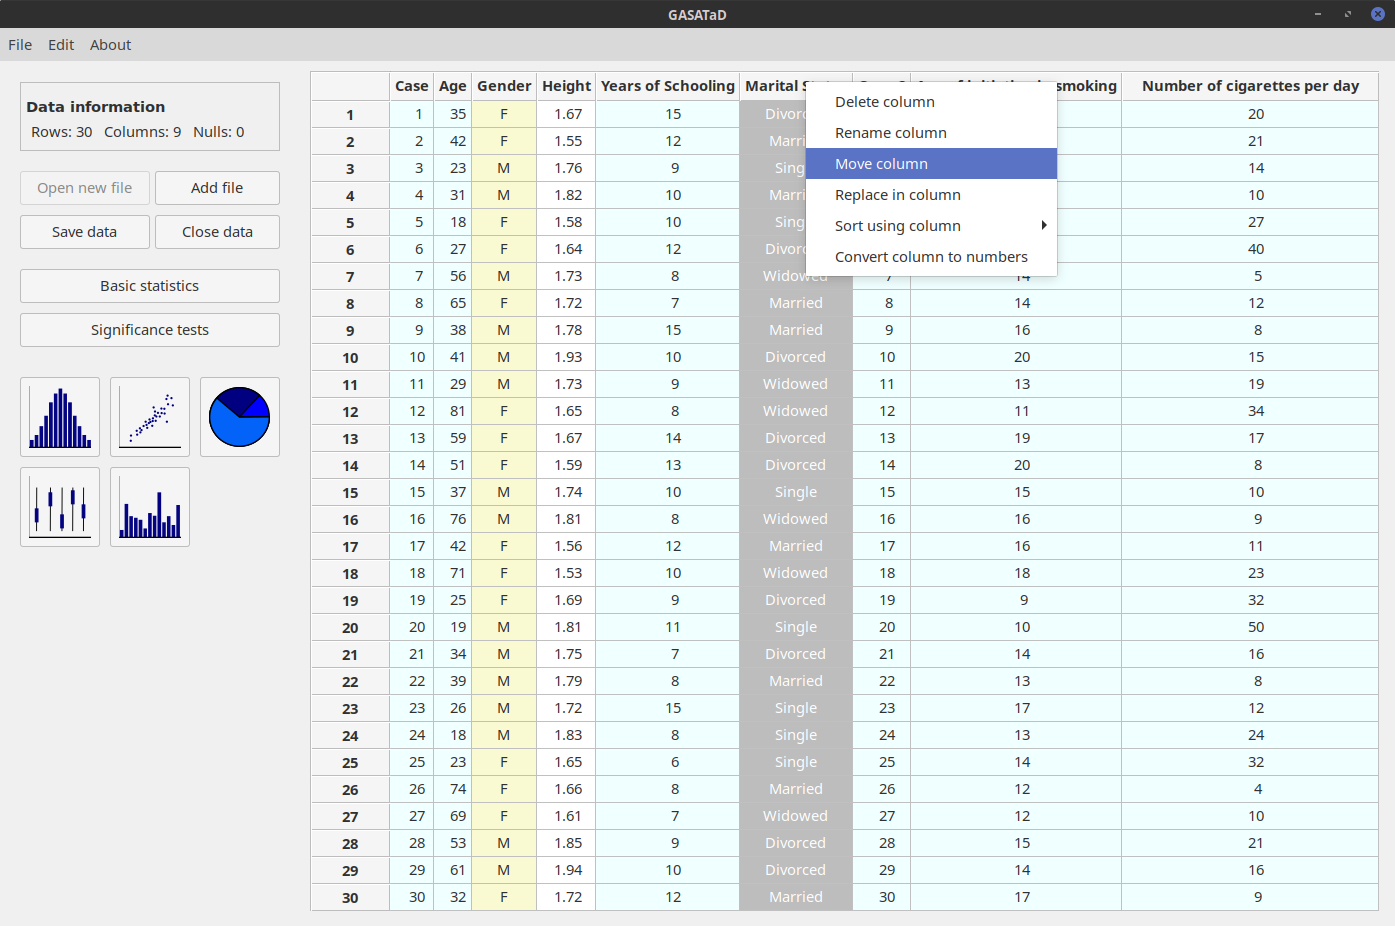 GASATaD
File Edit About
Data information
Rows: 30 Columns: 9 Nulls: 0
Open new file Add file
Save data Close data
Basic statistics
Significance tests
Case Age Gender Height Years of Schooling Marital smoking Number of cigarettes per day
1 1 35 F 1.67 15 20
2 2 42 F 1.55 12 21
3 3 23 M 1.76 9 14
4 4 31 M 1.82 10 10
5 5 18 F 1.58 10 27
6 6 27 F 1.64 12 40
7 7 56 M 1.73 8 Widowed 7 14 5
8 8 65 F 1.72 7 Married 8 14 12
9 9 38 M 1.78 15 Married 9 16 8
10 10 41 M 1.93 10 Divorced 10 20 15
11 11 29 M 1.73 9 Widowed 11 13 19
12 12 81 F 1.65 8 Widowed 12 11 34
13 13 59 F 1.67 14 Divorced 13 19 17
14 14 51 F 1.59 13 Divorced 14 20 8
15 15 37 M 1.74 10 Single 15 15 10
16 16 76 M 1.81 8 Widowed 16 16 9
17 17 42 F 1.56 12 Married 17 16 11
18 18 71 F 1.53 10 Widowed 18 18 23
19 19 25 F 1.69 9 Divorced 19 9 32
20 20 19 M 1.81 11 Single 20 10 50
21 21 34 M 1.75 7 Divorced 21 14 16
22 22 39 M 1.79 8 Married 22 13 8
23 23 26 M 1.72 15 Single 23 17 12
24 24 18 M 1.83 8 Single 24 13 24
25 25 23 F 1.65 6 Single 25 14 32
26 26 74 F 1.66 8 Married 26 12 4
27 27 69 F 1.61 7 Widowed 27 12 10
28 28 53 M 1.85 9 Divorced 28 15 21
29 29 61 M 1.94 10 Divorced 29 14 16
30 30 32 F 1.72 12 Married 30 17 9
Delete column
Rename column
Move column
Replace in column
Sort using column
Convert column to numbers